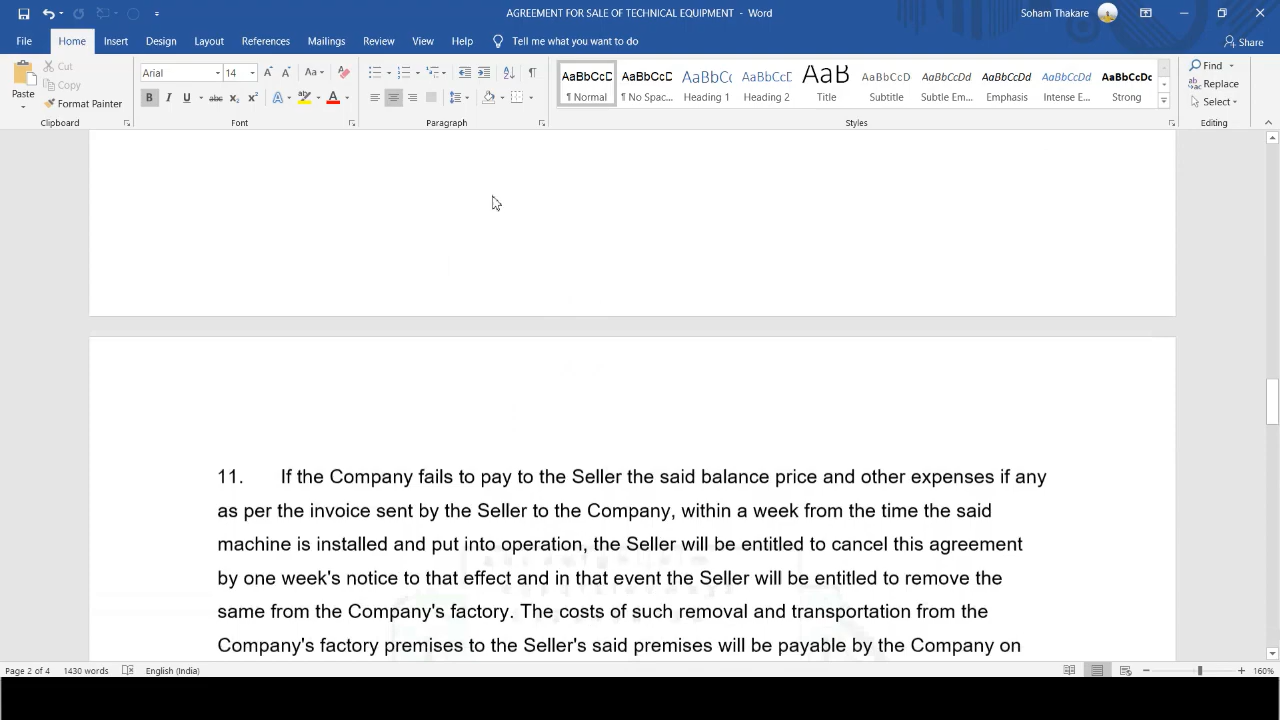 AGREEMENT FOR SALE OF TECHNICAL EQUIPMENT - Word
Soham Thakare
File Home Insert Design Layout References Mailings Review View Help Tell me what you want to do
Share
Paste
Cut
Copy
Format Painter
Clipboard
Arial 14
Font
Paragraph
AaBbCcD AaBbCcD AaBbCc AaBbCcD AaB AaBbCcD AaBbCcDd AaBbCcDd AaBbCcDd AaBbCcDc
¶ Normal ¶ No Spac... Heading 1 Heading 2 Title Subtitle Subtle Em... Emphasis Intense E... Strong
Styles
Find
Replace
Select
Editing
11. If the Company fails to pay to the Seller the said balance price and other expenses if any
as per the invoice sent by the Seller to the Company, within a week from the time the said
machine is installed and put into operation, the Seller will be entitled to cancel this agreement
by one week's notice to that effect and in that event the Seller will be entitled to remove the
same from the Company's factory. The costs of such removal and transportation from the
Company's factory premises to the Seller's said premises will be payable by the Company on
Page 2 of 4 1430 words English (India) 160%